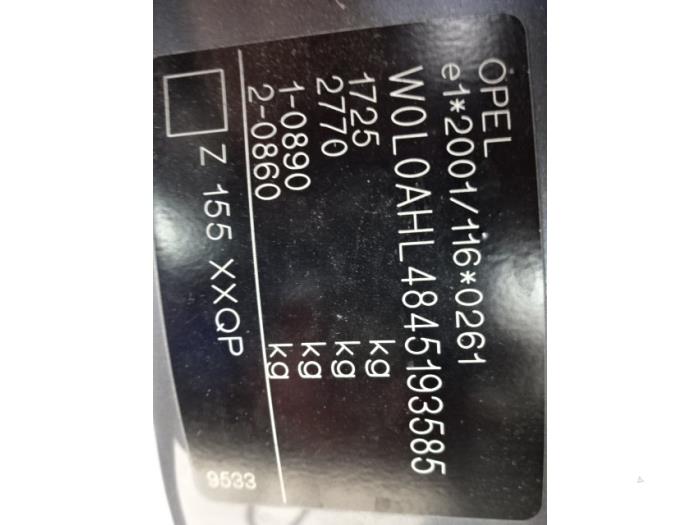 OPEL
e1*2001/116*0261
W0L0AHL4845193585
1725 kg
2770 kg
1-0890 kg
2-0860 kg
Z 155 XXQP
9533